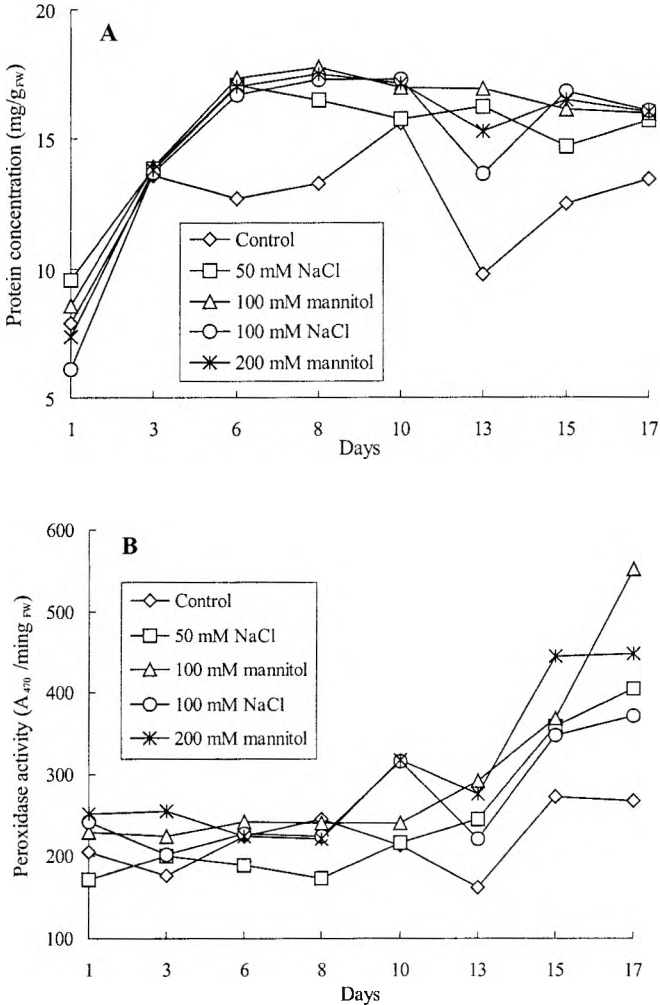 A
Protein concentration (mg/gFW)
20
15
10
5
Control
50 mM NaCl
100 mM mannitol
100 mM NaCl
200 mM mannitol
1 3 6 8 10 13 15 17
Days
B
Peroxidase activity (A470 /ming FW)
600
500
400
300
200
100
Control
50 mM NaCl
100 mM mannitol
100 mM NaCl
200 mM mannitol
1 3 6 8 10 13 15 17
Days